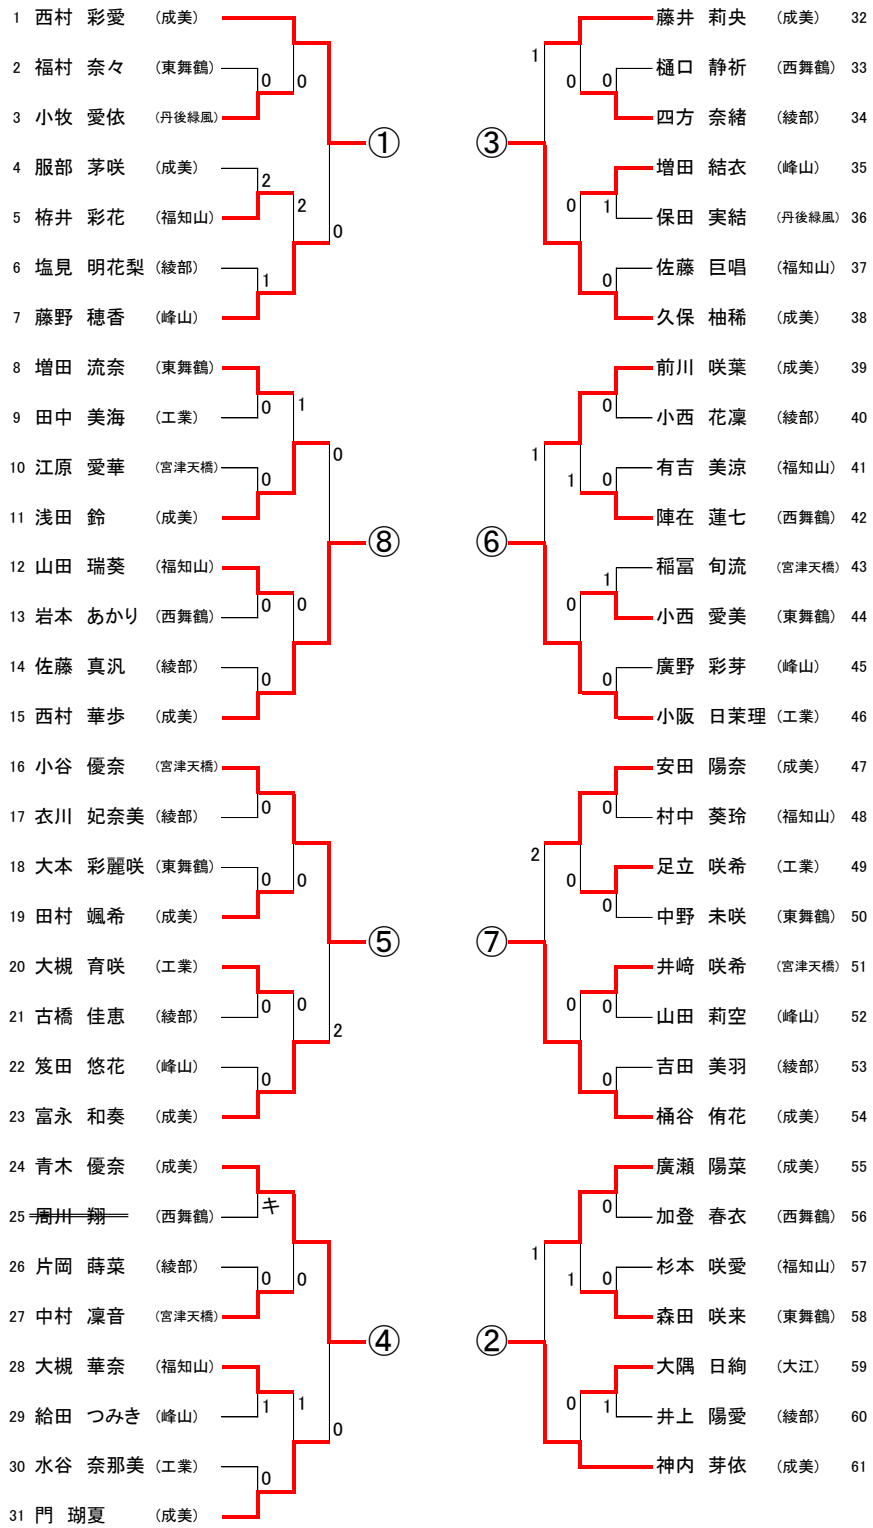 1 西村 彩愛 (成美)
2 福村 奈々 (東舞鶴)
0 0
3 小牧 愛依 (丹後緑風)
①
4 服部 茅咲 (成美)
2
5 栫井 彩花 (福知山)
2
0
6 塩見 明花梨 (綾部)
1
7 藤野 穂香 (峰山)
8 増田 流奈 (東舞鶴)
0 1
9 田中 美海 (工業)
0
10 江原 愛華 (宮津天橋)
0
11 浅田 鈴 (成美)
⑧
12 山田 瑞葵 (福知山)
0 0
13 岩本 あかり (西舞鶴)
14 佐藤 真汎 (綾部)
0
15 西村 華歩 (成美)
16 小谷 優奈 (宮津天橋)
0
17 衣川 妃奈美 (綾部)
18 大本 彩麗咲 (東舞鶴)
0 0
19 田村 颯希 (成美)
⑤
20 大槻 育咲 (工業)
0 0
21 古橋 佳恵 (綾部)
2
22 笈田 悠花 (峰山)
0
23 富永 和奏 (成美)
24 青木 優奈 (成美)
キ
25 周川 翔 (西舞鶴)
26 片岡 蒔菜 (綾部)
0 0
27 中村 凜音 (宮津天橋)
④
28 大槻 華奈 (福知山)
1 1
29 給田 つみき (峰山)
0
30 水谷 奈那美 (工業)
0
31 門 瑚夏 (成美)
藤井 莉央 (成美) 32
1
樋口 静祈 (西舞鶴) 33
0 0
四方 奈緒 (綾部) 34
③
増田 結衣 (峰山) 35
0 1
保田 実結 (丹後緑風) 36
佐藤 巨唱 (福知山) 37
0
久保 柚稀 (成美) 38
前川 咲葉 (成美) 39
0
小西 花凜 (綾部) 40
1
有吉 美涼 (福知山) 41
1 0
陣在 蓮七 (西舞鶴) 42
⑥
稲冨 旬流 (宮津天橋) 43
1
0
小西 愛美 (東舞鶴) 44
廣野 彩芽 (峰山) 45
0
小阪 日茉理 (工業) 46
安田 陽奈 (成美) 47
0
村中 葵玲 (福知山) 48
2
足立 咲希 (工業) 49
0
0
中野 未咲 (東舞鶴) 50
⑦
井﨑 咲希 (宮津天橋) 51
0 0
山田 莉空 (峰山) 52
吉田 美羽 (綾部) 53
0
桶谷 侑花 (成美) 54
廣瀬 陽菜 (成美) 55
0
加登 春衣 (西舞鶴) 56
1
杉本 咲愛 (福知山) 57
1 0
森田 咲来 (東舞鶴) 58
②
大隅 日絢 (大江) 59
0 1
井上 陽愛 (綾部) 60
神内 芽依 (成美) 61